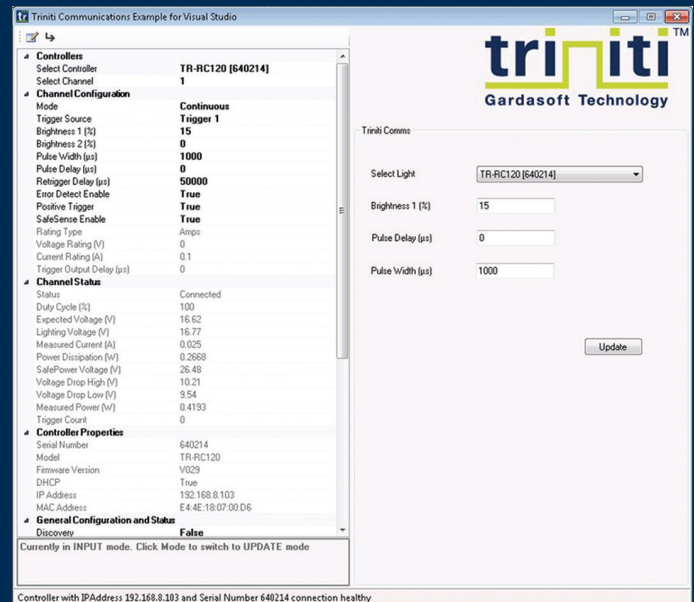 Triniti Communications Example for Visual Studio
Controllers
Select Controller TR-RC120 [640214]
Select Channel 1
Channel Configuration
Mode Continuous
Trigger Source Trigger 1
Brightness 1 (%) 15
Brightness 2 (%) 0
Pulse Width (µs) 1000
Pulse Delay (µs) 0
Retrigger Delay (µs) 50000
Error Detect Enable True
Positive Trigger True
SafeSense Enable True
Rating Type Amps
Voltage Rating (V) 0
Current Rating (A) 0.1
Trigger Output Delay (µs) 0
Channel Status
Status Connected
Duty Cycle (%) 100
Expected Voltage (V) 16.62
Lighting Voltage (V) 16.77
Measured Current (A) 0.025
Power Dissipation (W) 0.2668
SafePower Voltage (V) 26.48
Voltage Drop High (V) 10.21
Voltage Drop Low (V) 9.54
Measured Power (W) 0.4193
Trigger Count 0
Controller Properties
Serial Number 640214
Model TR-RC120
Firmware Version V029
DHCP True
IP Address 192.168.8.103
MAC Address E4:4E:18:07:00:D6
General Configuration and Status
Discovery False
Currently in INPUT mode. Click Mode to switch to UPDATE mode
triniti TM
Gardasoft Technology
Triniti Comms
Select Light TR-RC120 [640214]
Brightness 1 (%) 15
Pulse Delay (µs) 0
Pulse Width (µs) 1000
Update
Controller with IPAddress 192.168.8.103 and Serial Number 640214 connection healthy